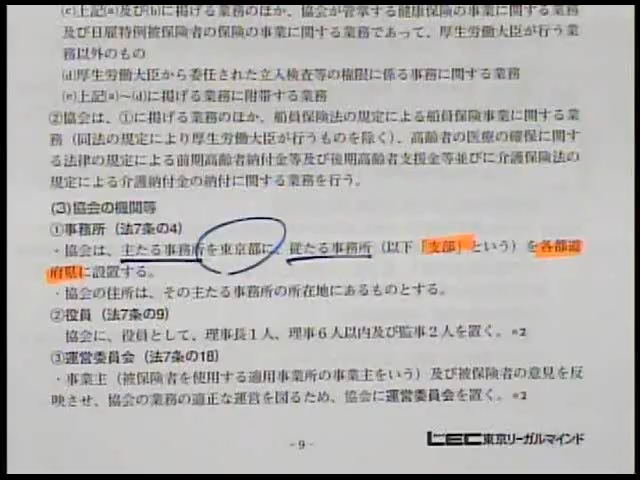 (c)上記(a)及び(b)に掲げる業務のほか、協会が管掌する健康保険の事業に関する業務
及び日雇特例被保険者の保険の事業に関する業務であって、厚生労働大臣が行う業
務以外のもの
(d)厚生労働大臣から委任された立入検査等の権限に係る事務に関する業務
(e)上記(a)～(d)に掲げる業務に附帯する業務
②協会は、①に掲げる業務のほか、船員保険法の規定による船員保険事業に関する業
務（同法の規定により厚生労働大臣が行うものを除く）、高齢者の医療の確保に関す
る法律の規定による前期高齢者納付金等及び後期高齢者支援金等並びに介護保険法の
規定による介護納付金の納付に関する業務を行う。
(3)協会の機関等
①事務所（法7条の4）
・協会は、主たる事務所を東京都に、従たる事務所（以下「支部」という）を各都道
府県に設置する。
・協会の住所は、その主たる事務所の所在地にあるものとする。
②役員（法7条の9）
協会に、役員として、理事長1人、理事6人以内及び監事2人を置く。※2
③運営委員会（法7条の18）
・事業主（被保険者を使用する適用事業所の事業主をいう）及び被保険者の意見を反
映させ、協会の業務の適正な運営を図るため、協会に運営委員会を置く。※2
-9-
LEC東京リーガルマインド